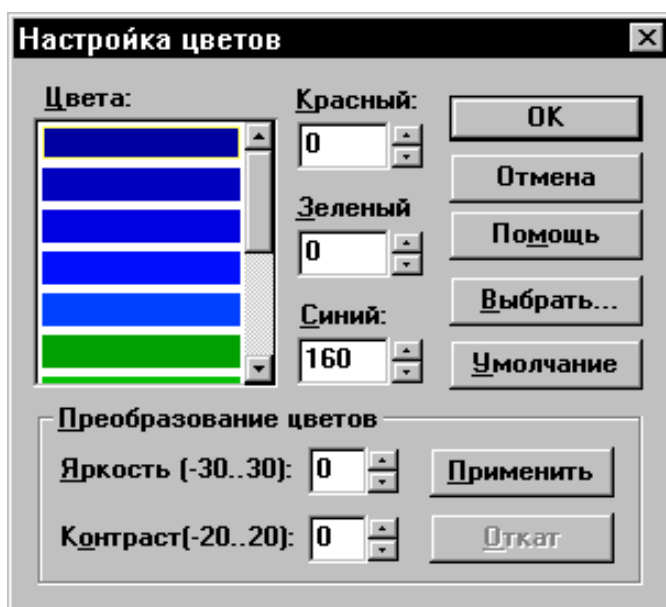 Настройка цветов
Цвета:
Красный:
0
OK
Отмена
Зеленый
0
Помощь
Синий:
160
Выбрать...
Умолчание
Преобразование цветов
Яркость (-30..30): 0
Применить
Контраст(-20..20): 0
Откат